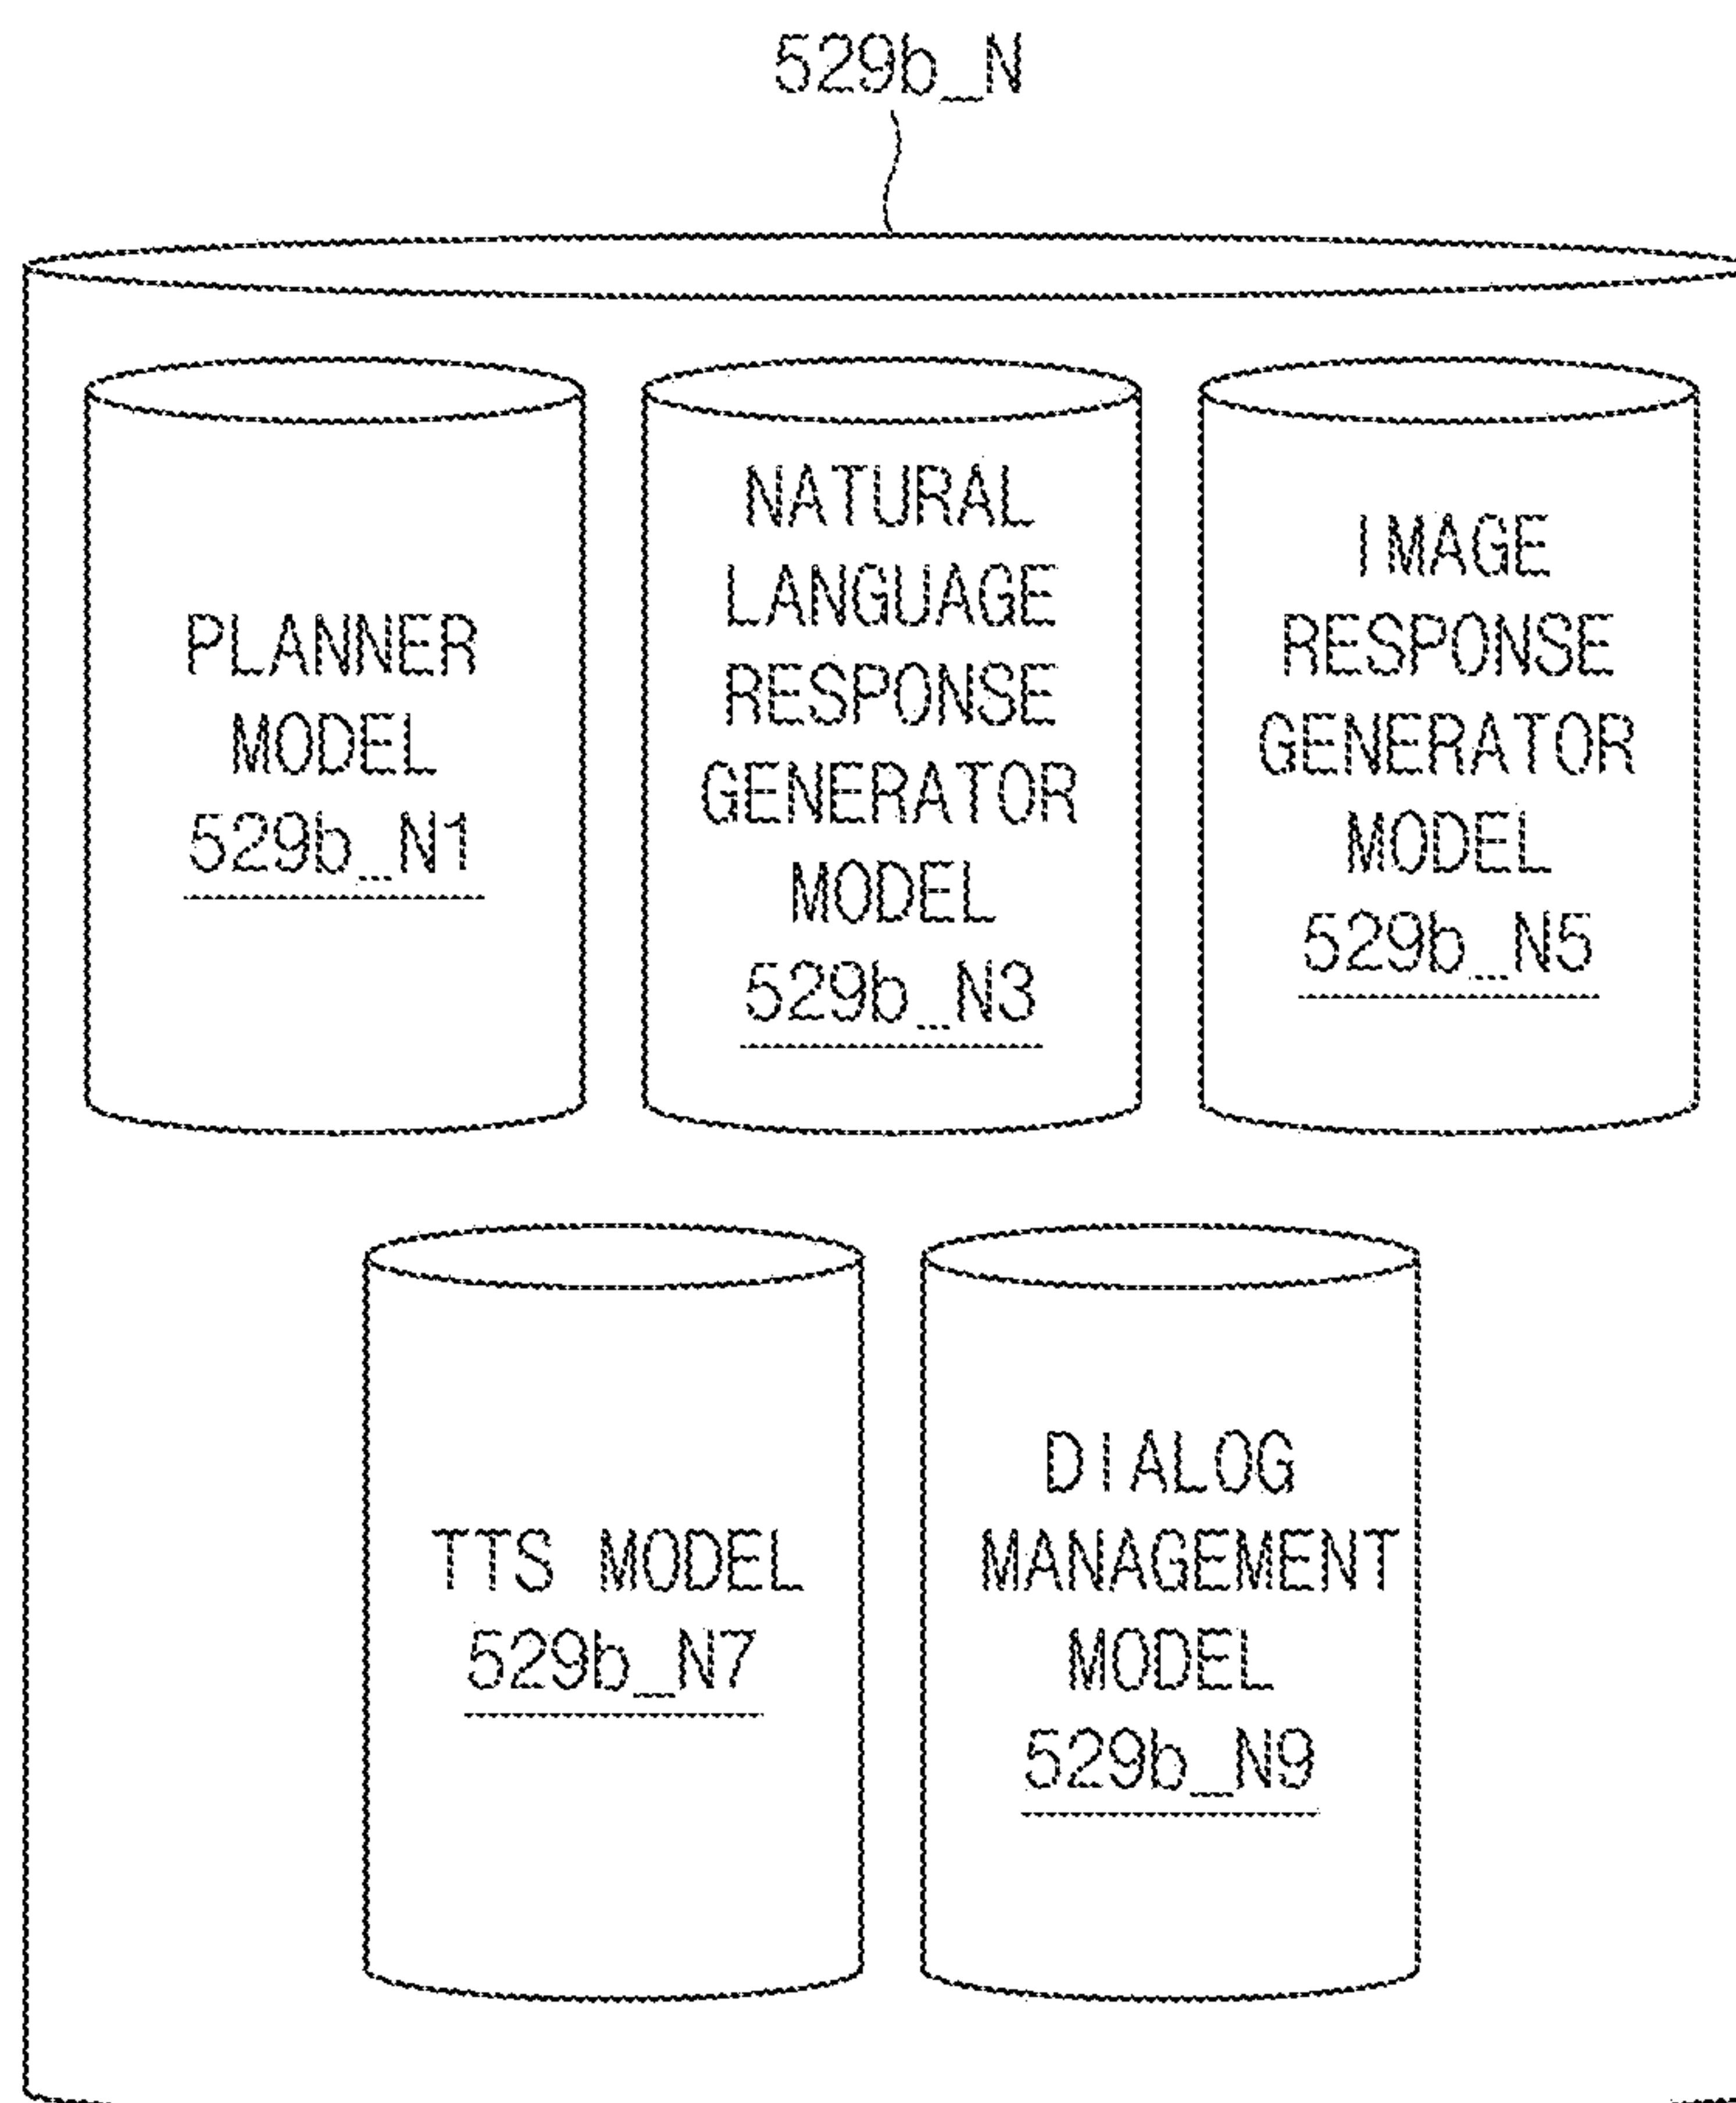 529b_N
PLANNER
MODEL
529b_N1
NATURAL
LANGUAGE
RESPONSE
GENERATOR
MODEL
529b_N3
IMAGE
RESPONSE
GENERATOR
MODEL
529b_N5
TTS MODEL
529b_N7
DIALOG
MANAGEMENT
MODEL
529b_N9